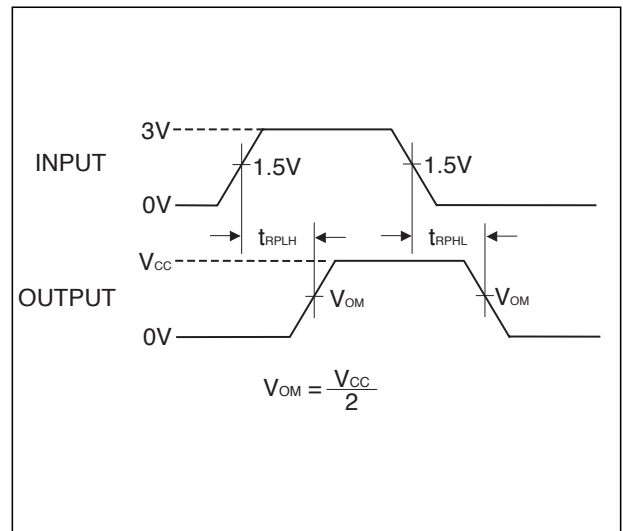 3V
INPUT
1.5V
1.5V
0V
tRPLH
tRPHL
VCC
OUTPUT
VOM
VOM
0V
VOM = VCC
2